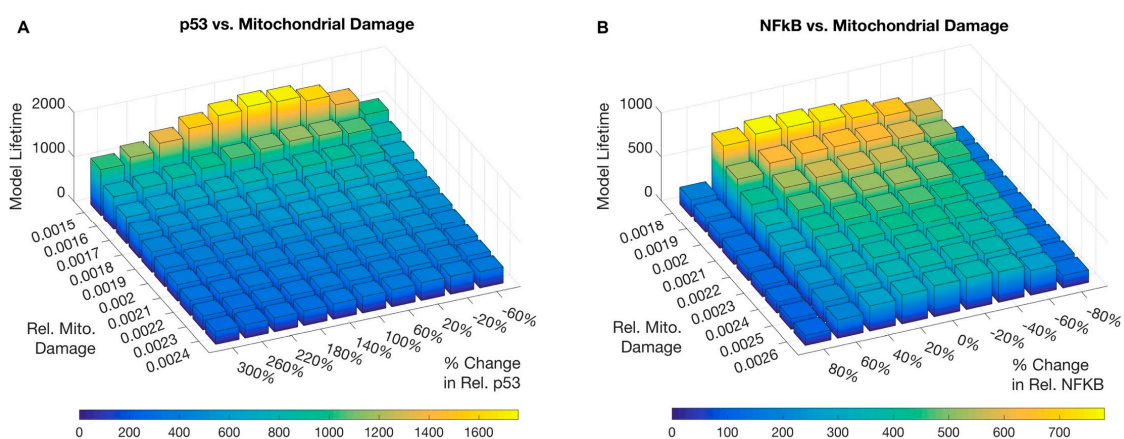 A
p53 vs. Mitochondrial Damage
Model Lifetime
2000
1000
0
0.0015
0.0016
0.0017
0.0018
0.0019
0.002
0.0021
0.0022
0.0023
0.0024
Rel. Mito.
Damage
300%
260%
220%
180%
140%
100%
60%
20%
-20%
-60%
% Change
in Rel. p53
0 200 400 600 800 1000 1200 1400 1600
B
NFkB vs. Mitochondrial Damage
Model Lifetime
1000
500
0
0.0018
0.0019
0.002
0.0021
0.0022
0.0023
0.0024
0.0025
0.0026
Rel. Mito.
Damage
80%
60%
40%
20%
0%
-20%
-40%
-60%
-80%
% Change
in Rel. NFKB
0 100 200 300 400 500 600 700